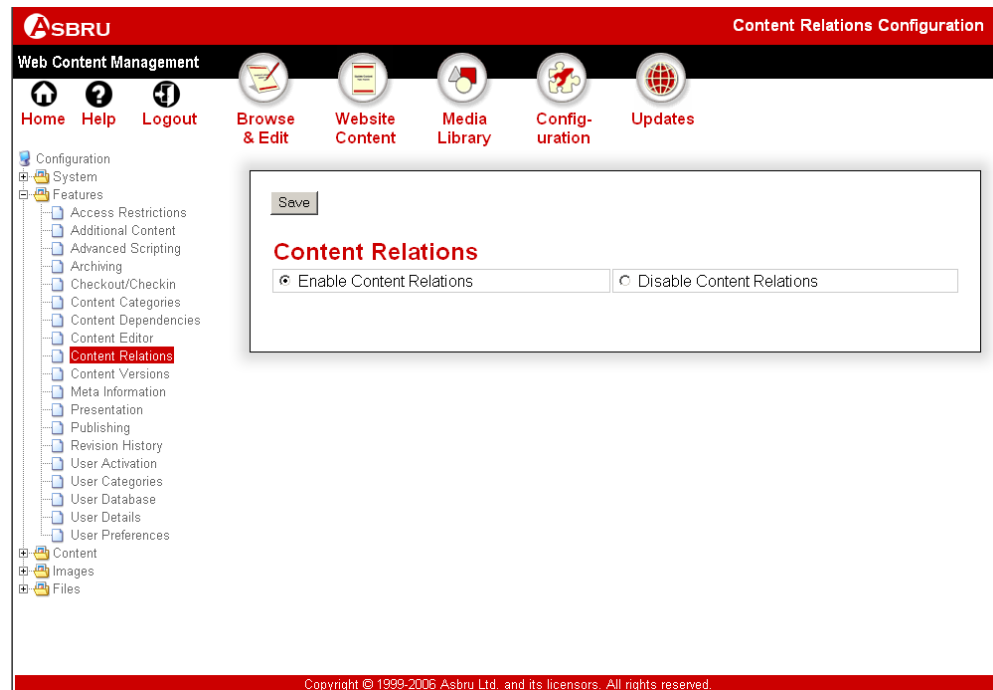 ASBRU
Content Relations Configuration
Web Content Management
Home
Help
Logout
Browse
& Edit
Website
Content
Media
Library
Config-
uration
Updates
Configuration
System
Features
Access Restrictions
Additional Content
Advanced Scripting
Archiving
Checkout/Checkin
Content Categories
Content Dependencies
Content Editor
Content Relations
Content Versions
Meta Information
Presentation
Publishing
Revision History
User Activation
User Categories
User Database
User Details
User Preferences
Content
Images
Files
Save
Content Relations
Enable Content Relations
Disable Content Relations
Copyright © 1999-2006 Asbru Ltd. and its licensors. All rights reserved.